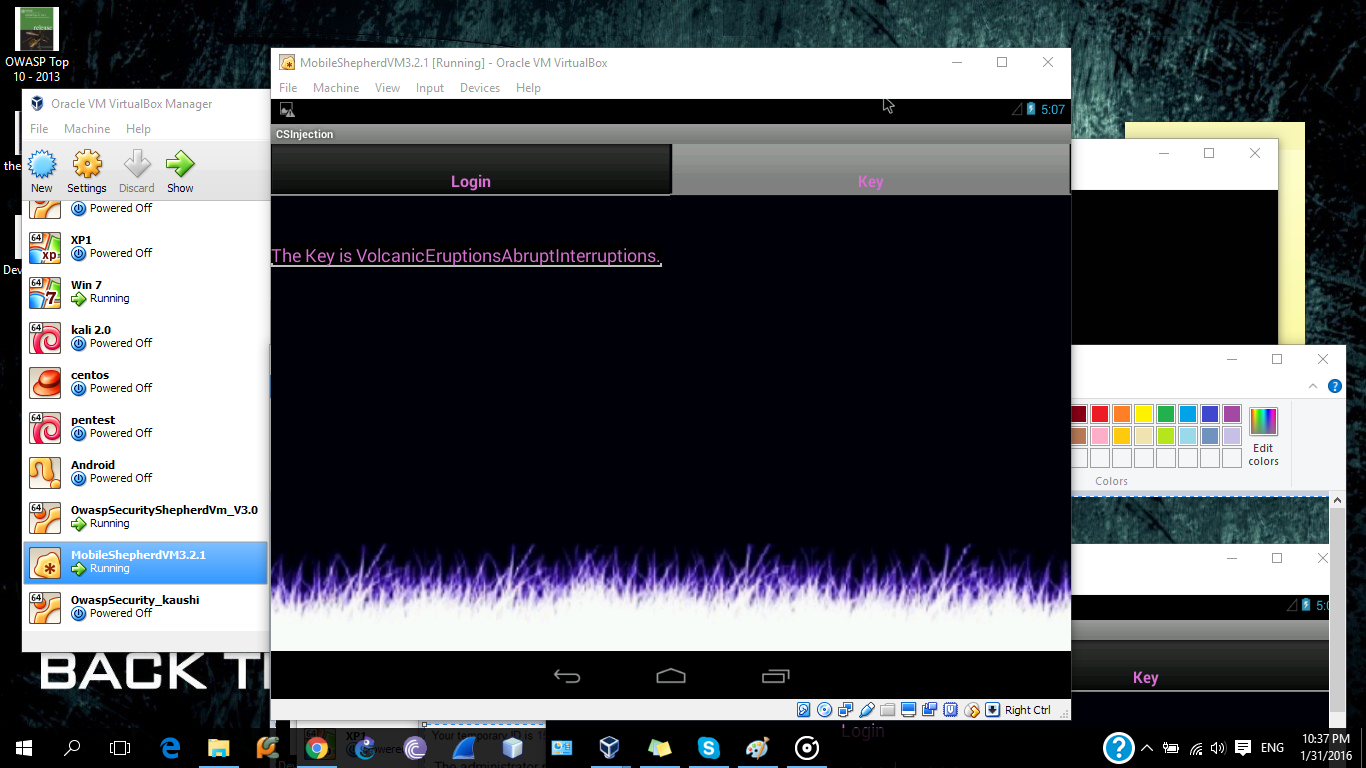 OWASP Top
10 - 2013
the
Dev
Oracle VM VirtualBox Manager
File Machine Help
New Settings Discard Show
Powered Off
XP1
Powered Off
Win 7
Running
kali 2.0
Powered Off
centos
Powered Off
pentest
Powered Off
Android
Powered Off
OwaspSecurityShepherdVm_V3.0
Running
MobileShepherdVM3.2.1
Running
OwaspSecurity_kaushi
Powered Off
MobileShepherdVM3.2.1 [Running] - Oracle VM VirtualBox
File Machine View Input Devices Help
5:07
CSInjection
Login Key
The Key is VolcanicEruptionsAbruptInterruptions.
Right Ctrl
Edit
colors
Colors
5:0
Key
Login
BACK T
ENG
10:37 PM
1/31/2016